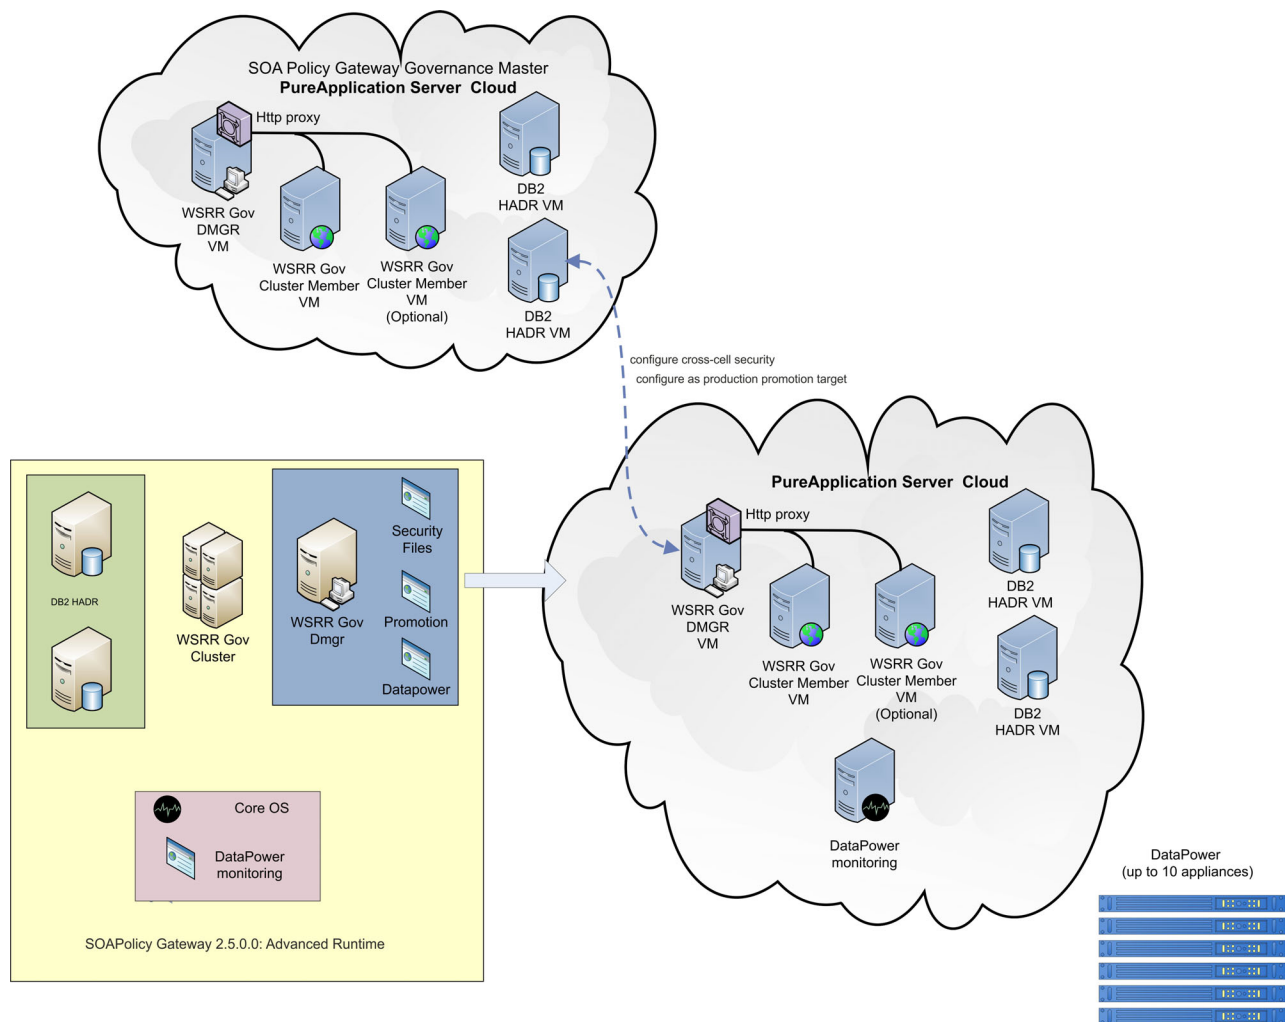 SOA Policy Gateway Governance Master
PureApplication Server Cloud
Http proxy
WSRR Gov
DMGR
VM
WSRR Gov
Cluster Member
VM
WSRR Gov
Cluster Member
VM
(Optional)
DB2
HADR VM
DB2
HADR VM
configure cross-cell security
configure as production promotion target
DB2 HADR
WSRR Gov
Cluster
WSRR Gov
Dmgr
Security
Files
Promotion
Datapower
Core OS
DataPower
monitoring
SOAPolicy Gateway 2.5.0.0: Advanced Runtime
PureApplication Server Cloud
Http proxy
WSRR Gov
DMGR
VM
WSRR Gov
Cluster Member
VM
WSRR Gov
Cluster Member
VM
(Optional)
DB2
HADR VM
DB2
HADR VM
DataPower
monitoring
DataPower
(up to 10 appliances)